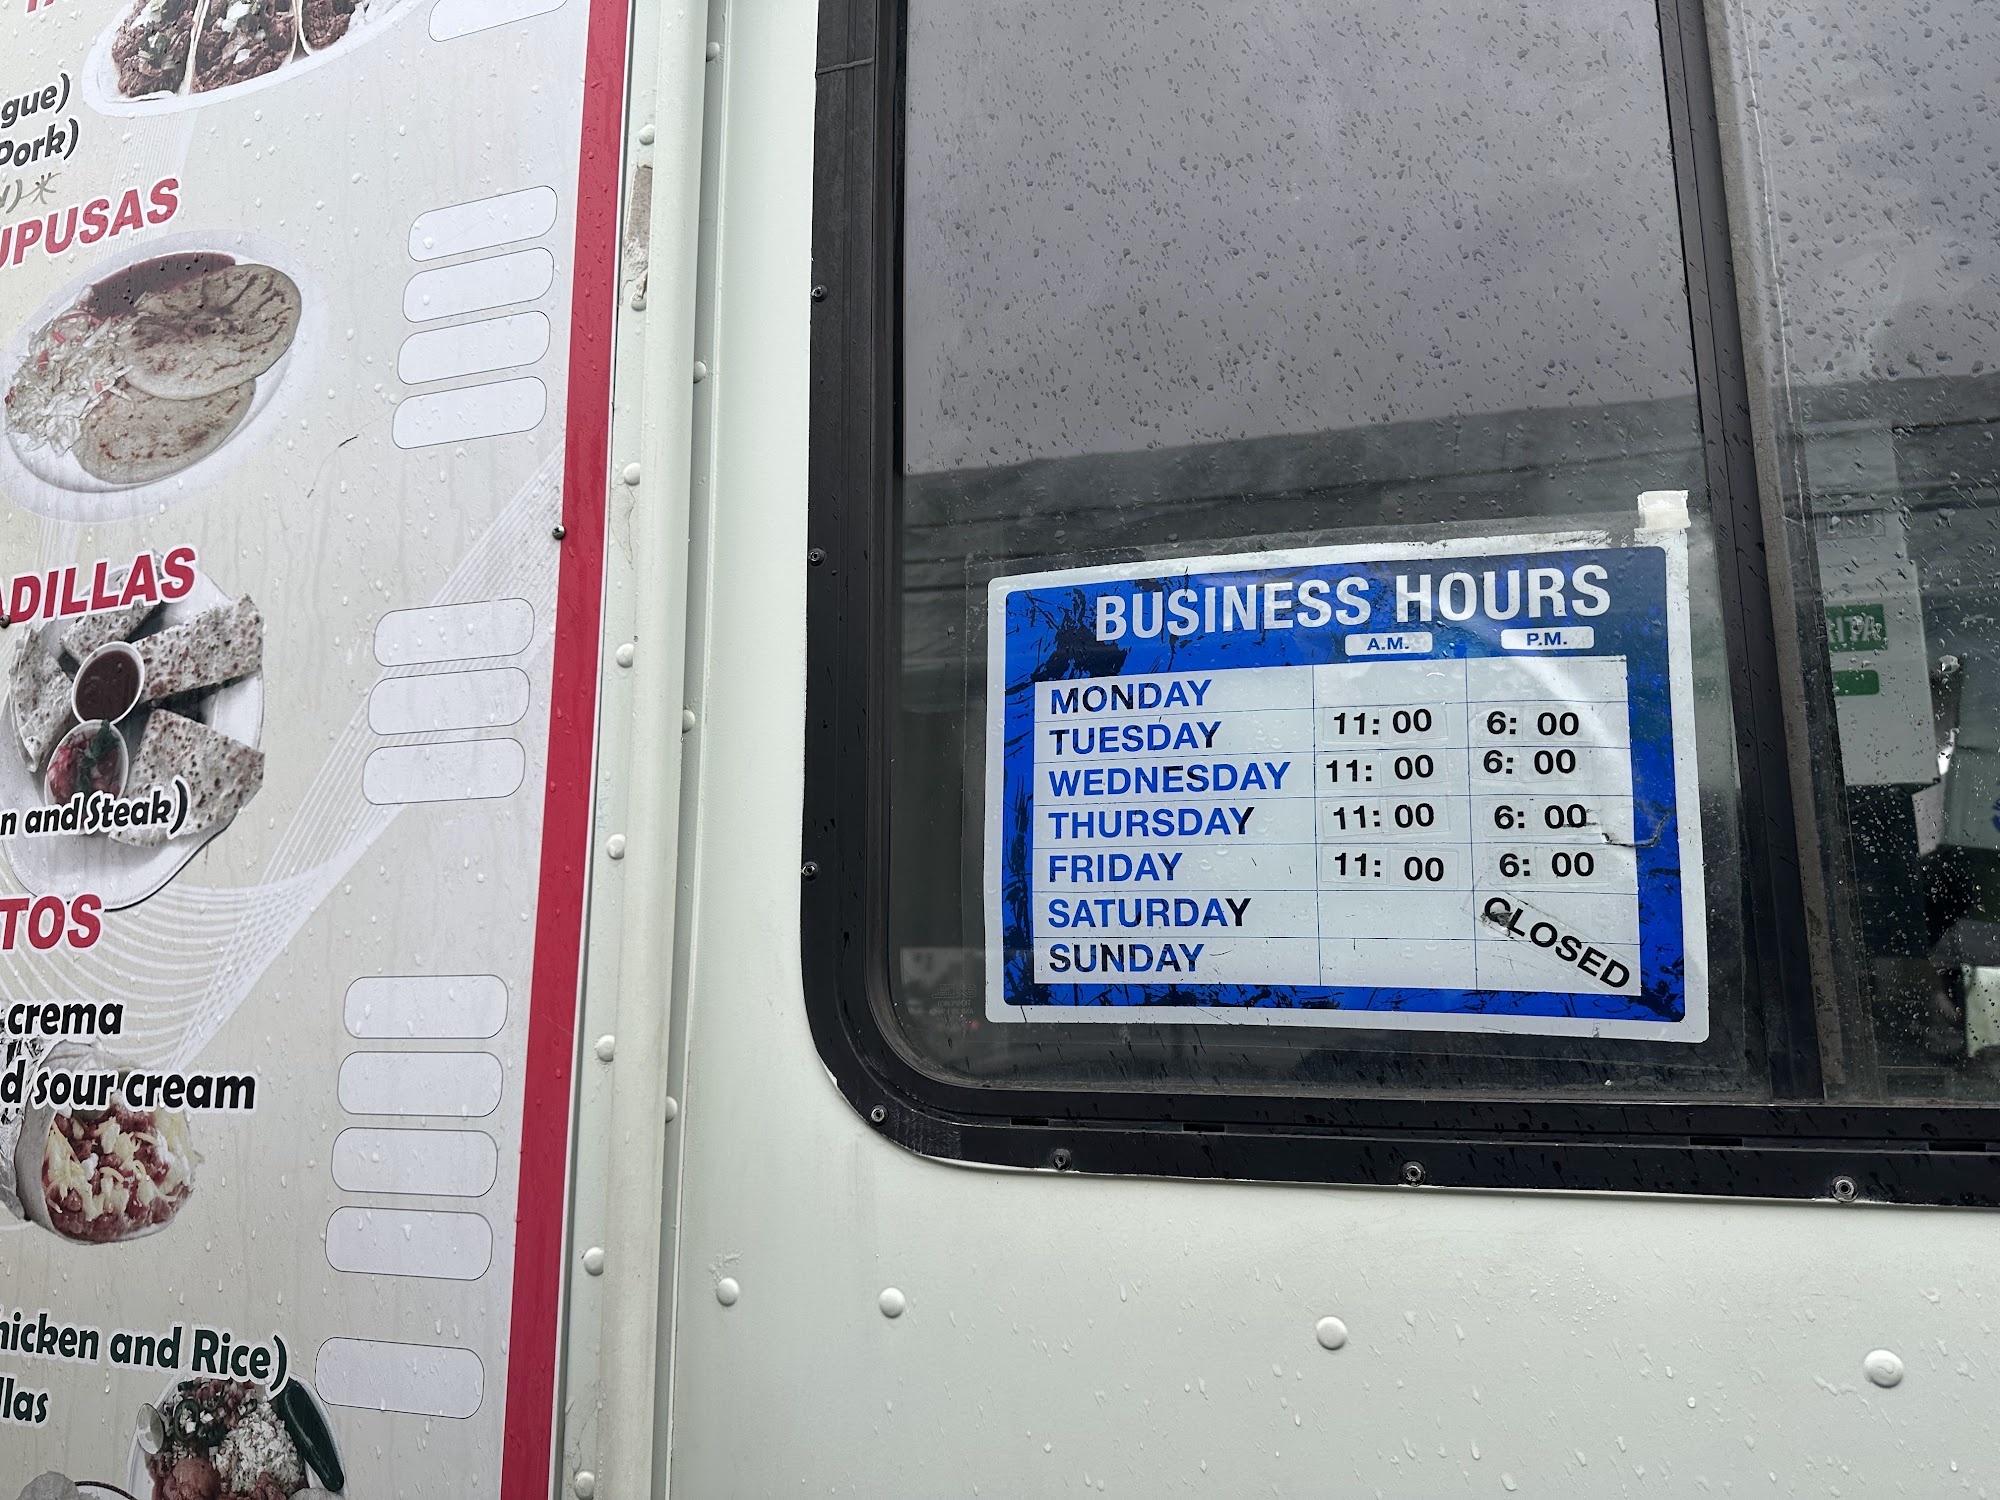 gue)
Pork)
UPUSAS
ADILLAS
n and Steak)
TOS
crema
d sour cream
hicken and Rice)
llas
BUSINESS HOURS
A.M. P.M.
MONDAY
TUESDAY 11: 00 6: 00
WEDNESDAY 11: 00 6: 00
THURSDAY 11: 00 6: 00
FRIDAY 11: 00 6: 00
SATURDAY
SUNDAY
CLOSED